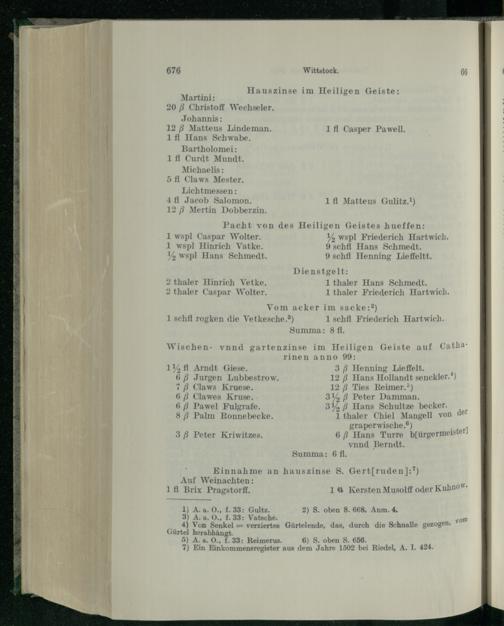 676 Wittstock. 66
Hauszinse im Heiligen Geiste:
Martini:
20 β Christoff Wechseler.
Johannis:
12 β Matteus Lindeman. 1 fl Casper Pawell.
1 fl Hans Schwabe.
Bartholomei:
1 fl Curdt Mundt.
Michaelis:
5 fl Claws Mester.
Lichtmessen:
4 fl Jacob Salomon. 1 fl Matteus Gulitz.¹)
12 β Mertin Dobberzin.
Pacht von des Heiligen Geistes hueffen:
1 wspl Caspar Wolter. ½ wspl Friederich Hartwich.
1 wspl Hinrich Vatke. 9 schfl Hans Schmedt.
½ wspl Hans Schmedt. 9 schfl Henning Lieffeltt.
Dienstgelt:
2 thaler Hinrich Vetke. 1 thaler Hans Schmedt.
2 thaler Caspar Wolter. 1 thaler Friederich Hartwich.
Vom acker im sacke:²)
1 schfl rogken die Vetkesche.³) 1 schfl Friederich Hartwich.
Summa: 8 fl.
Wischen- vnnd gartenzinse im Heiligen Geiste auf Catha-
rinen anno 99:
1½ fl Arndt Giese. 3 β Henning Lieffelt.
6 β Jurgen Lubbestrow. 12 β Hans Hollandt senckler.⁴)
7 β Claws Kruese. 12 β Ties Reimer.⁵)
6 β Clawes Kruse. 3½ β Peter Damman.
6 β Pawel Fulgrafe. 3½ β Hans Schultze becker.
8 β Palm Ronnebecke. 1 thaler Chiel Mangell von der
graperwische.⁶)
3 β Peter Kriwitzes. 6 β Hans Turre b[ürgermeister]
vnnd Berndt.
Summa: 6 fl.
Einnahme an hauszinse S. Gert[ruden]:⁷)
Auf Weinachten:
1 fl Brix Pragstorff. 1 Kersten Musolff oder Kuhnow.
1) A. a. O., f. 33: Gultz. 2) S. oben S. 668, Anm. 4.
3) A. a. O., f. 33: Vatsche.
4) Von Senkel = verziertes Gürtelende, das, durch die Schnalle gezogen, vom
Gürtel herabhängt.
5) A. a. O., f. 33: Reimerus. 6) S. oben S. 656.
7) Ein Einkommensregister aus dem Jahre 1502 bei Riedel, A. I. 424.